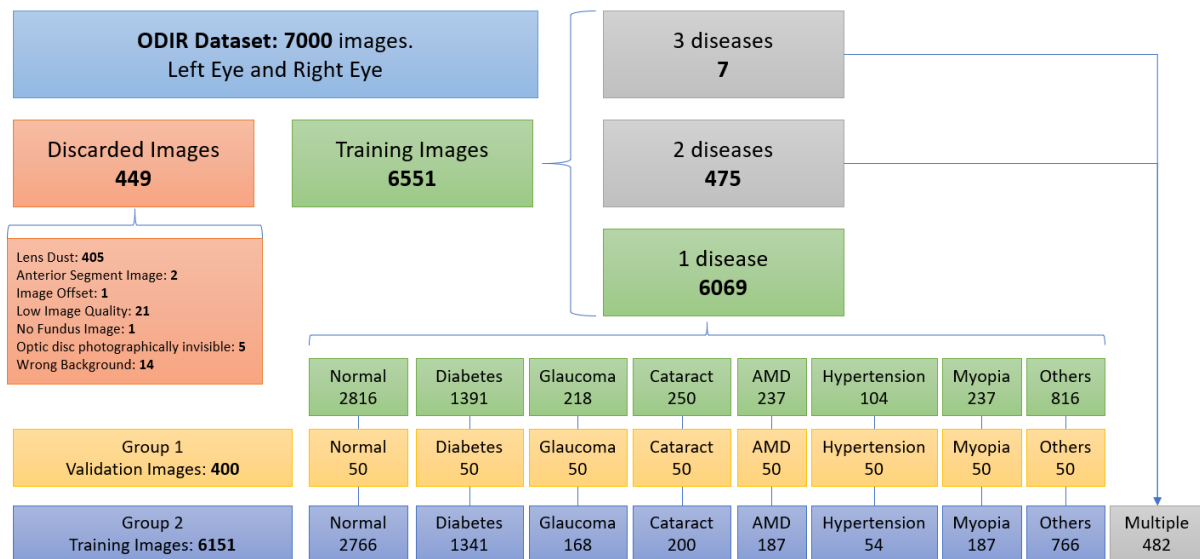 ODIR Dataset: 7000 images.
Left Eye and Right Eye
3 diseases
7
Discarded Images
449
Training Images
6551
2 diseases
475
Lens Dust: 405
Anterior Segment Image: 2
Image Offset: 1
Low Image Quality: 21
No Fundus Image: 1
Optic disc photographically invisible: 5
Wrong Background: 14
1 disease
6069
Normal
2816
Diabetes
1391
Glaucoma
218
Cataract
250
AMD
237
Hypertension
104
Myopia
237
Others
816
Group 1
Validation Images: 400
Normal
50
Diabetes
50
Glaucoma
50
Cataract
50
AMD
50
Hypertension
50
Myopia
50
Others
50
Group 2
Training Images: 6151
Normal
2766
Diabetes
1341
Glaucoma
168
Cataract
200
AMD
187
Hypertension
54
Myopia
187
Others
766
Multiple
482